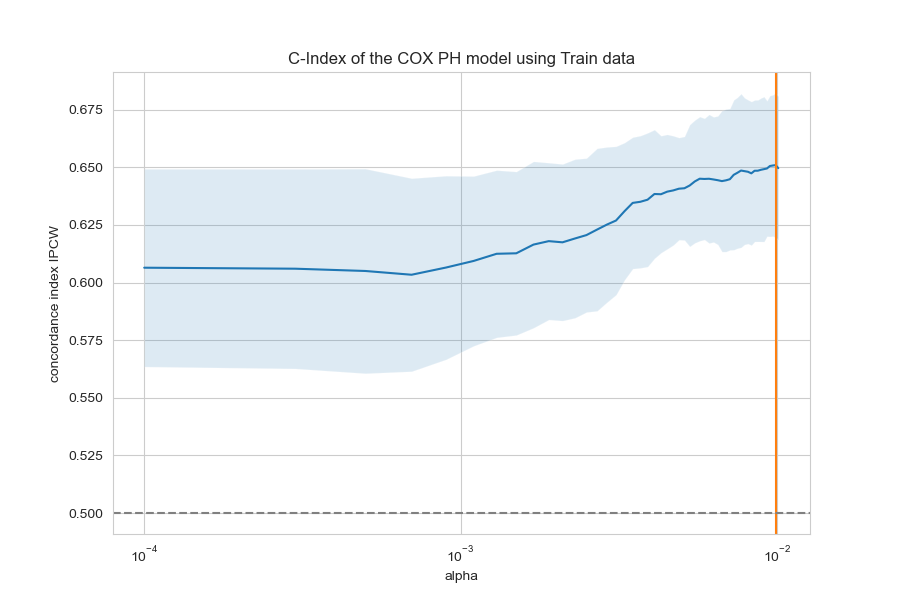 C-Index of the COX PH model using Train data
concordance index IPCW
0.675
0.650
0.625
0.600
0.575
0.550
0.525
0.500
10⁻⁴ 10⁻³ 10⁻²
alpha